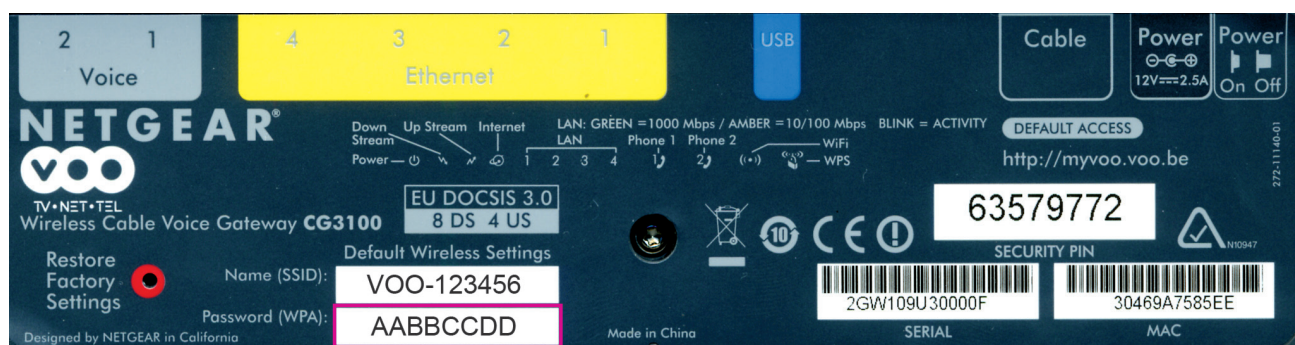 2 1
Voice
4 3 2 1
Ethernet
USB
Cable
Power
12V 2.5A
Power
On Off
NETGEAR®
VOO
TV•NET•TEL
Wireless Cable Voice Gateway CG3100
Down Stream
Up Stream
Internet
Power
LAN: GREEN =1000 Mbps / AMBER =10/100 Mbps BLINK = ACTIVITY
LAN
1 2 3 4
Phone 1
1
Phone 2
2
WiFi
WPS
DEFAULT ACCESS
http://myvoo.voo.be
272-11140-01
EU DOCSIS 3.0
8 DS 4 US
10
CE
63579772
SECURITY PIN
N10947
Restore
Factory
Settings
Default Wireless Settings
Name (SSID): VOO-123456
Password (WPA): AABBCCDD
2GW109U30000F
SERIAL
30469A7585EE
MAC
Designed by NETGEAR in California
Made in China